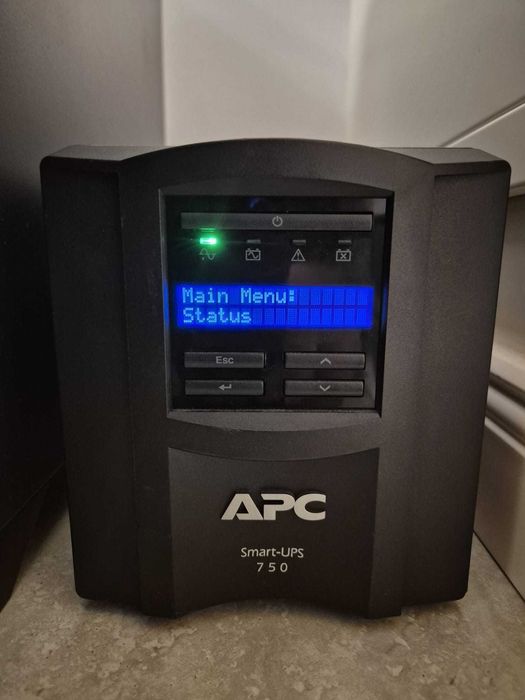 Main Menu:
Status
Esc
APC
Smart-UPS
750